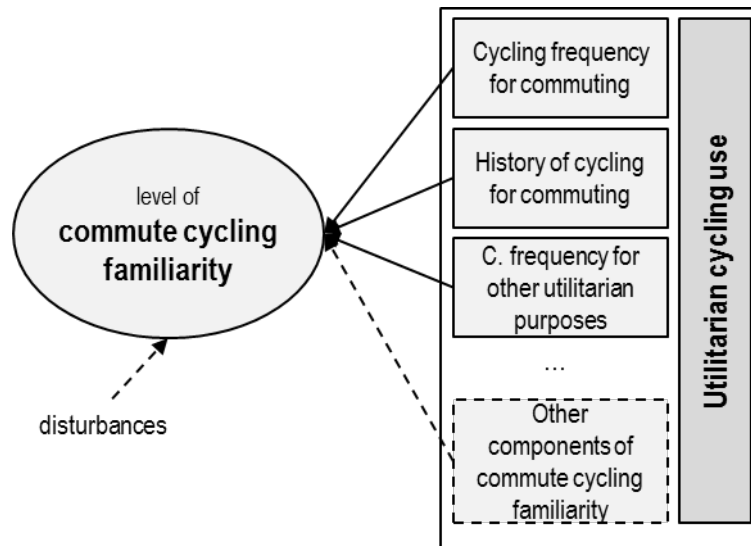 level of
commute cycling
familiarity
disturbances
Cycling frequency
for commuting
History of cycling
for commuting
C. frequency for
other utilitarian
purposes
...
Other
components of
commute cycling
familiarity
Utilitarian cycling use